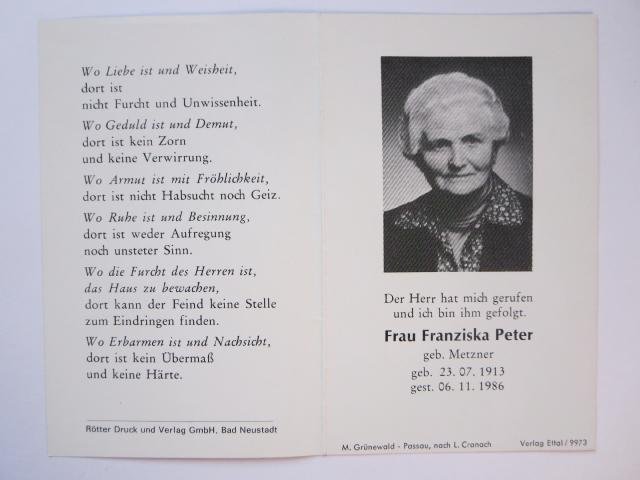 Wo Liebe ist und Weisheit,
dort ist
nicht Furcht und Unwissenheit.
Wo Geduld ist und Demut,
dort ist kein Zorn
und keine Verwirrung.
Wo Armut ist mit Fröhlichkeit,
dort ist nicht Habsucht noch Geiz.
Wo Ruhe ist und Besinnung,
dort ist weder Aufregung
noch unsteter Sinn.
Wo die Furcht des Herren ist,
das Haus zu bewachen,
dort kann der Feind keine Stelle
zum Eindringen finden.
Wo Erbarmen ist und Nachsicht,
dort ist kein Übermaß
und keine Härte.
Rötter Druck und Verlag GmbH, Bad Neustadt
Der Herr hat mich gerufen
und ich bin ihm gefolgt.
Frau Franziska Peter
geb. Metzner
geb. 23. 07. 1913
gest. 06. 11. 1986
M. Grünewald - Passau, nach L. Cranach
Verlag Ettal / 9973